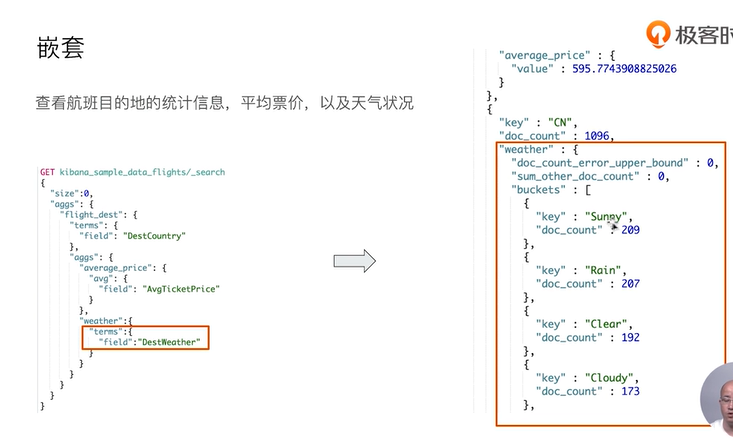 嵌套
极客时
查看航班目的地的统计信息，平均票价，以及天气状况
GET kibana_sample_data_flights/_search
{
"size":0,
"aggs": {
"flight_dest": {
"terms": {
"field": "DestCountry"
},
"aggs": {
"average_price": {
"avg": {
"field": "AvgTicketPrice"
}
},
"weather":{
"terms":{
"field":"DestWeather"
}
}
}
}
}
}
"average_price" : {
"value" : 595.7743908825026
}
},
{
"key" : "CN",
"doc_count" : 1096,
"weather" : {
"doc_count_error_upper_bound" : 0,
"sum_other_doc_count" : 0,
"buckets" : [
{
"key" : "Sunny",
"doc_count" : 209
},
{
"key" : "Rain",
"doc_count" : 207
},
{
"key" : "Clear",
"doc_count" : 192
},
{
"key" : "Cloudy",
"doc_count" : 173
},